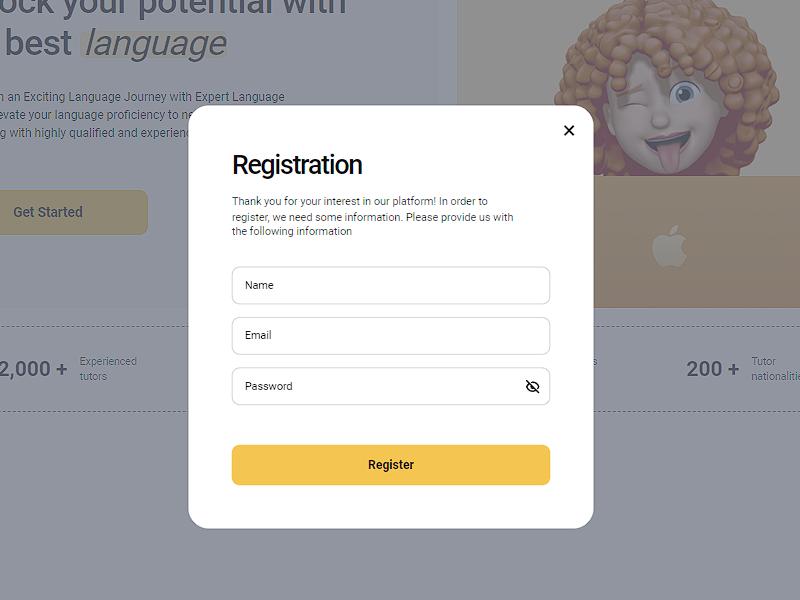 ock your potential with
best language
an Exciting Language Journey with Expert Language
evate your language proficiency to
g with highly qualified and
Get Started
Registration
Thank you for your interest in our platform! In order to
register, we need some information. Please provide us with
the following information
Name
Email
Password
Register
2,000 + Experienced
tutors
200 + Tutor